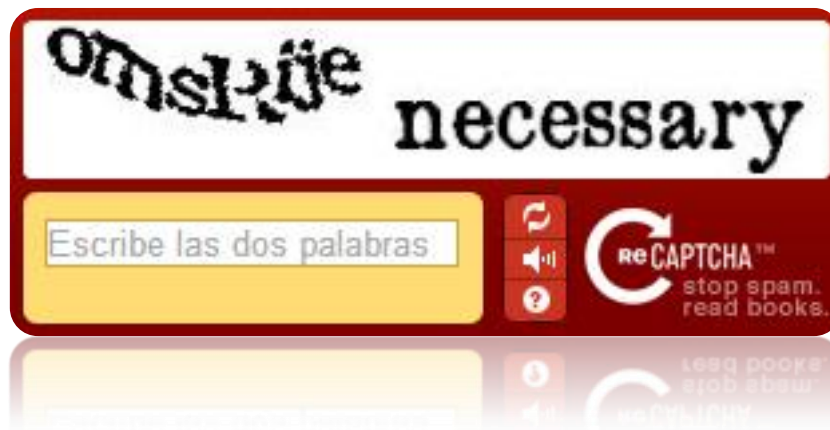 necessary
Escribe las dos palabras
ReCAPTCHA™
stop spam.
read books.